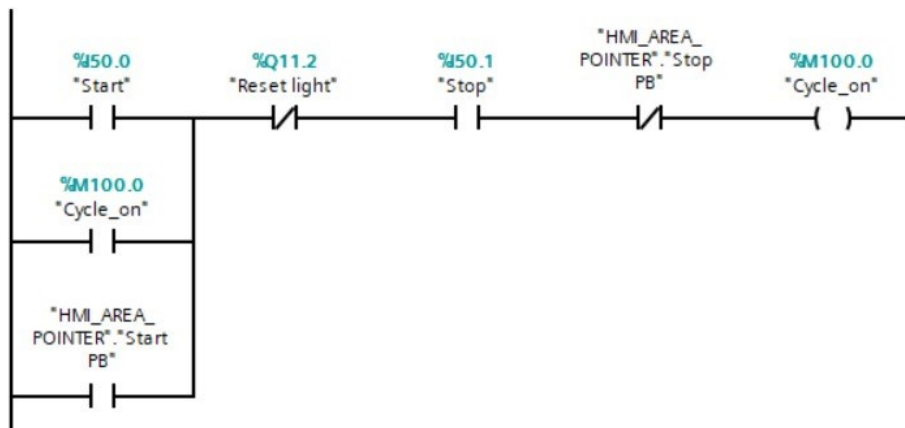 %I50.0
"Start"
%Q11.2
"Reset light"
%I50.1
"Stop"
"HMI_AREA_
POINTER"."Stop
PB"
%M100.0
"Cycle_on"
%M100.0
"Cycle_on"
"HMI_AREA_
POINTER"."Start
PB"